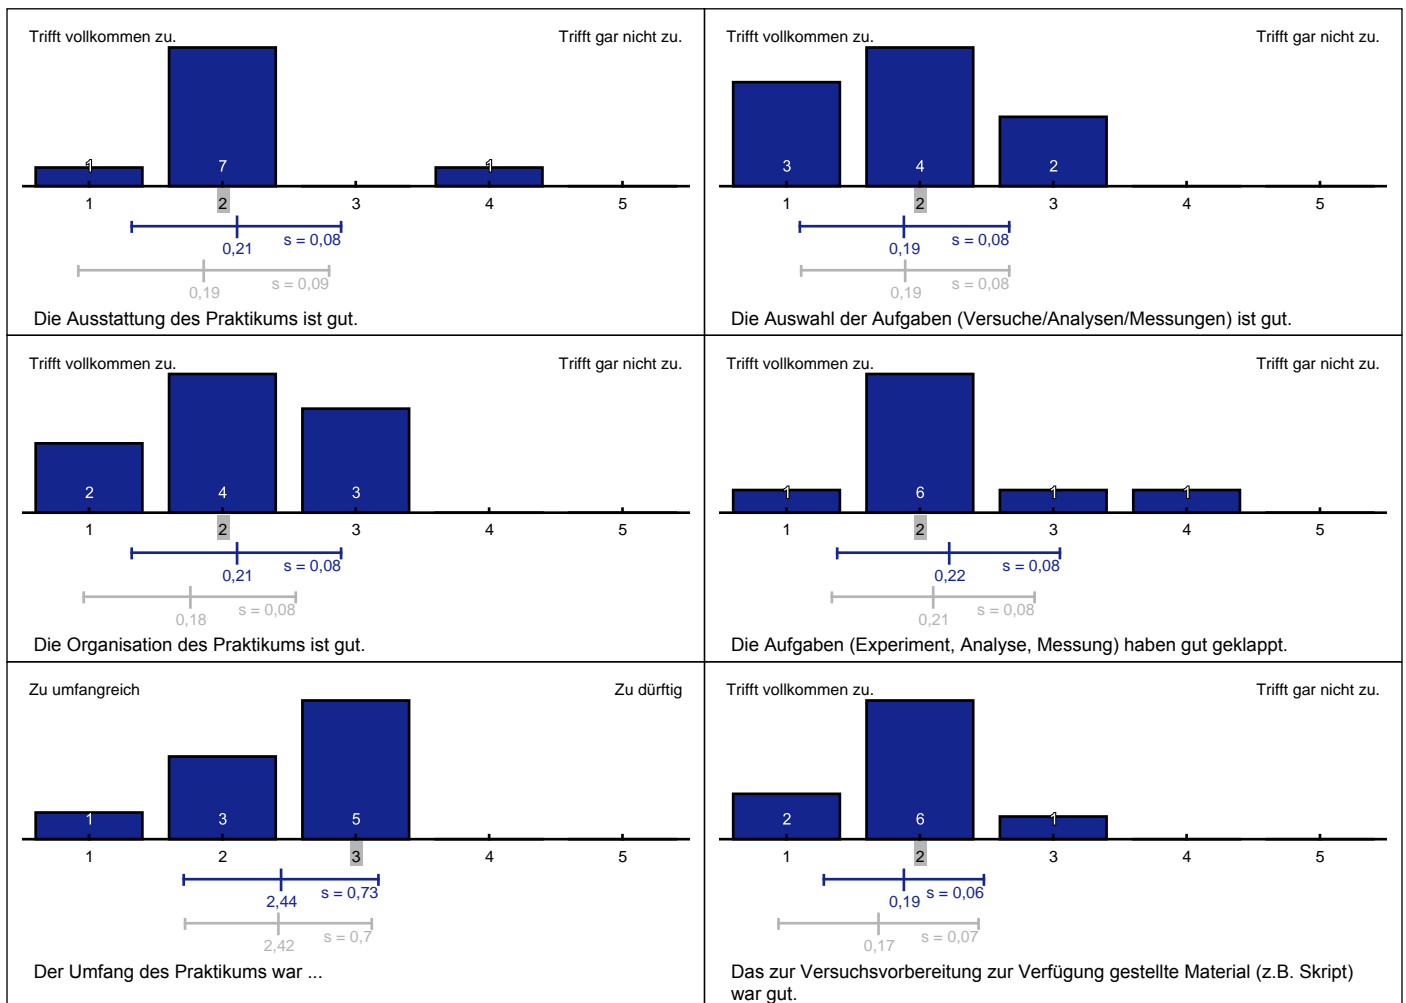 Trifft vollkommen zu. Trifft gar nicht zu.
1 7 1
1 2 3 4 5
0,21 s = 0,08
0,19 s = 0,09
Die Ausstattung des Praktikums ist gut.
Trifft vollkommen zu. Trifft gar nicht zu.
3 4 2
1 2 3 4 5
0,19 s = 0,08
0,19 s = 0,08
Die Auswahl der Aufgaben (Versuche/Analysen/Messungen) ist gut.
Trifft vollkommen zu. Trifft gar nicht zu.
2 4 3
1 2 3 4 5
0,21 s = 0,08
0,18 s = 0,08
Die Organisation des Praktikums ist gut.
Trifft vollkommen zu. Trifft gar nicht zu.
1 6 1 1
1 2 3 4 5
0,22 s = 0,08
0,21 s = 0,08
Die Aufgaben (Experiment, Analyse, Messung) haben gut geklappt.
Zu umfangreich Zu dürftig
1 3 5
1 2 3 4 5
2,44 s = 0,73
2,42 s = 0,7
Der Umfang des Praktikums war ...
Trifft vollkommen zu. Trifft gar nicht zu.
2 6 1
1 2 3 4 5
0,19 s = 0,06
0,17 s = 0,07
Das zur Versuchsvorbereitung zur Verfügung gestellte Material (z.B. Skript)
war gut.